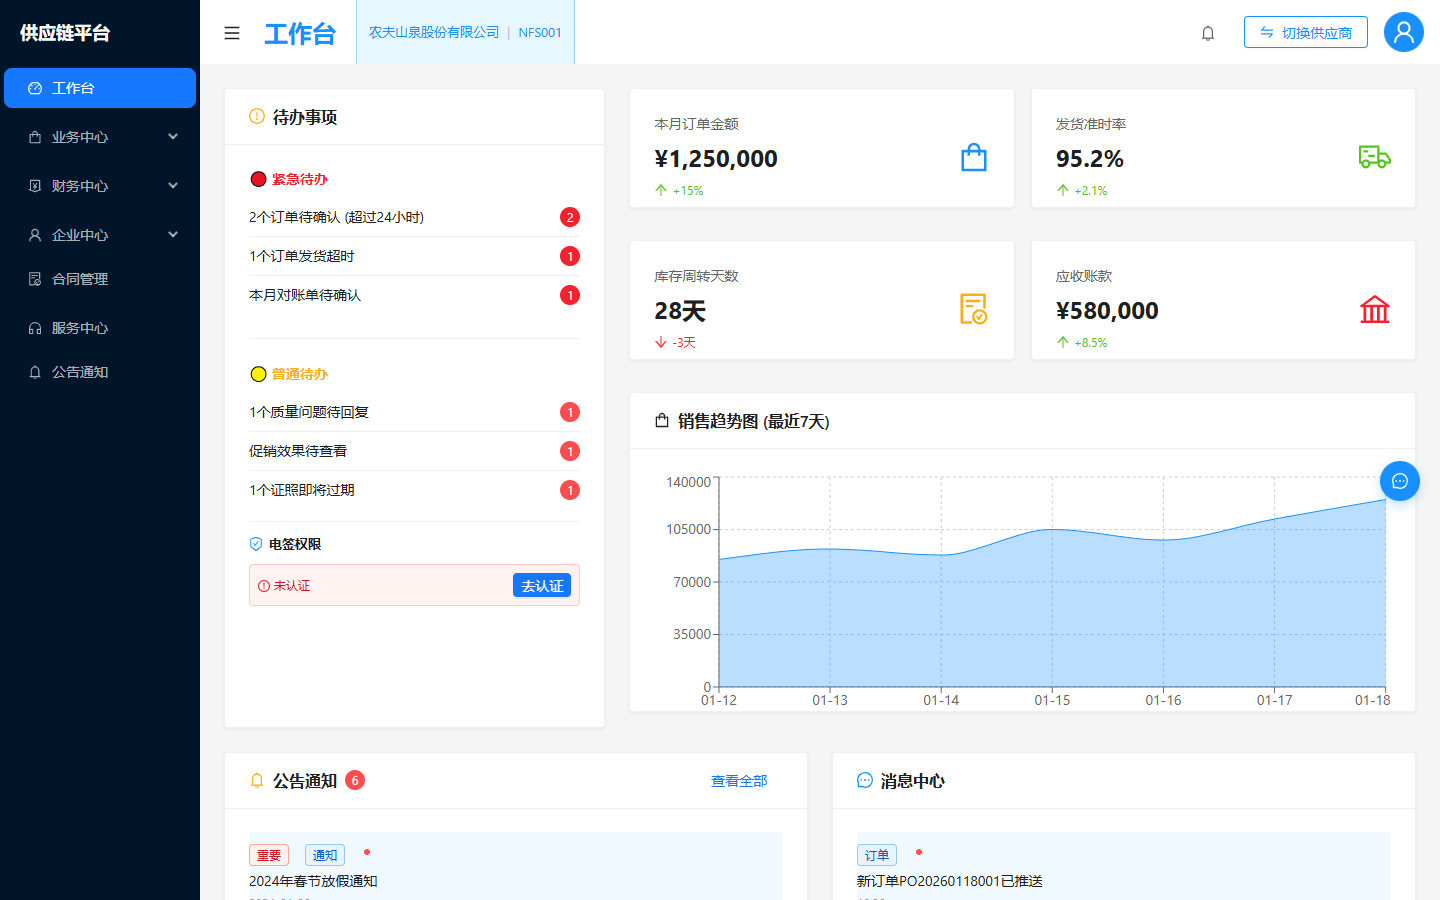 供应链平台
工作台
业务中心
财务中心
企业中心
合同管理
服务中心
公告通知
工作台
农夫山泉股份有限公司 | NFS001
切换供应商
待办事项
紧急待办
2个订单待确认 (超过24小时) 2
1个订单发货超时 1
本月对账单待确认 1
普通待办
1个质量问题待回复 1
促销效果待查看 1
1个证照即将过期 1
电签权限
未认证 去认证
本月订单金额
¥1,250,000
+15%
发货准时率
95.2%
+2.1%
库存周转天数
28天
-3天
应收账款
¥580,000
+8.5%
销售趋势图 (最近7天)
140000
105000
70000
35000
0
01-12 01-13 01-14 01-15 01-16 01-17 01-18
公告通知 6 查看全部
重要 通知
2024年春节放假通知
消息中心
订单
新订单PO20260118001已推送